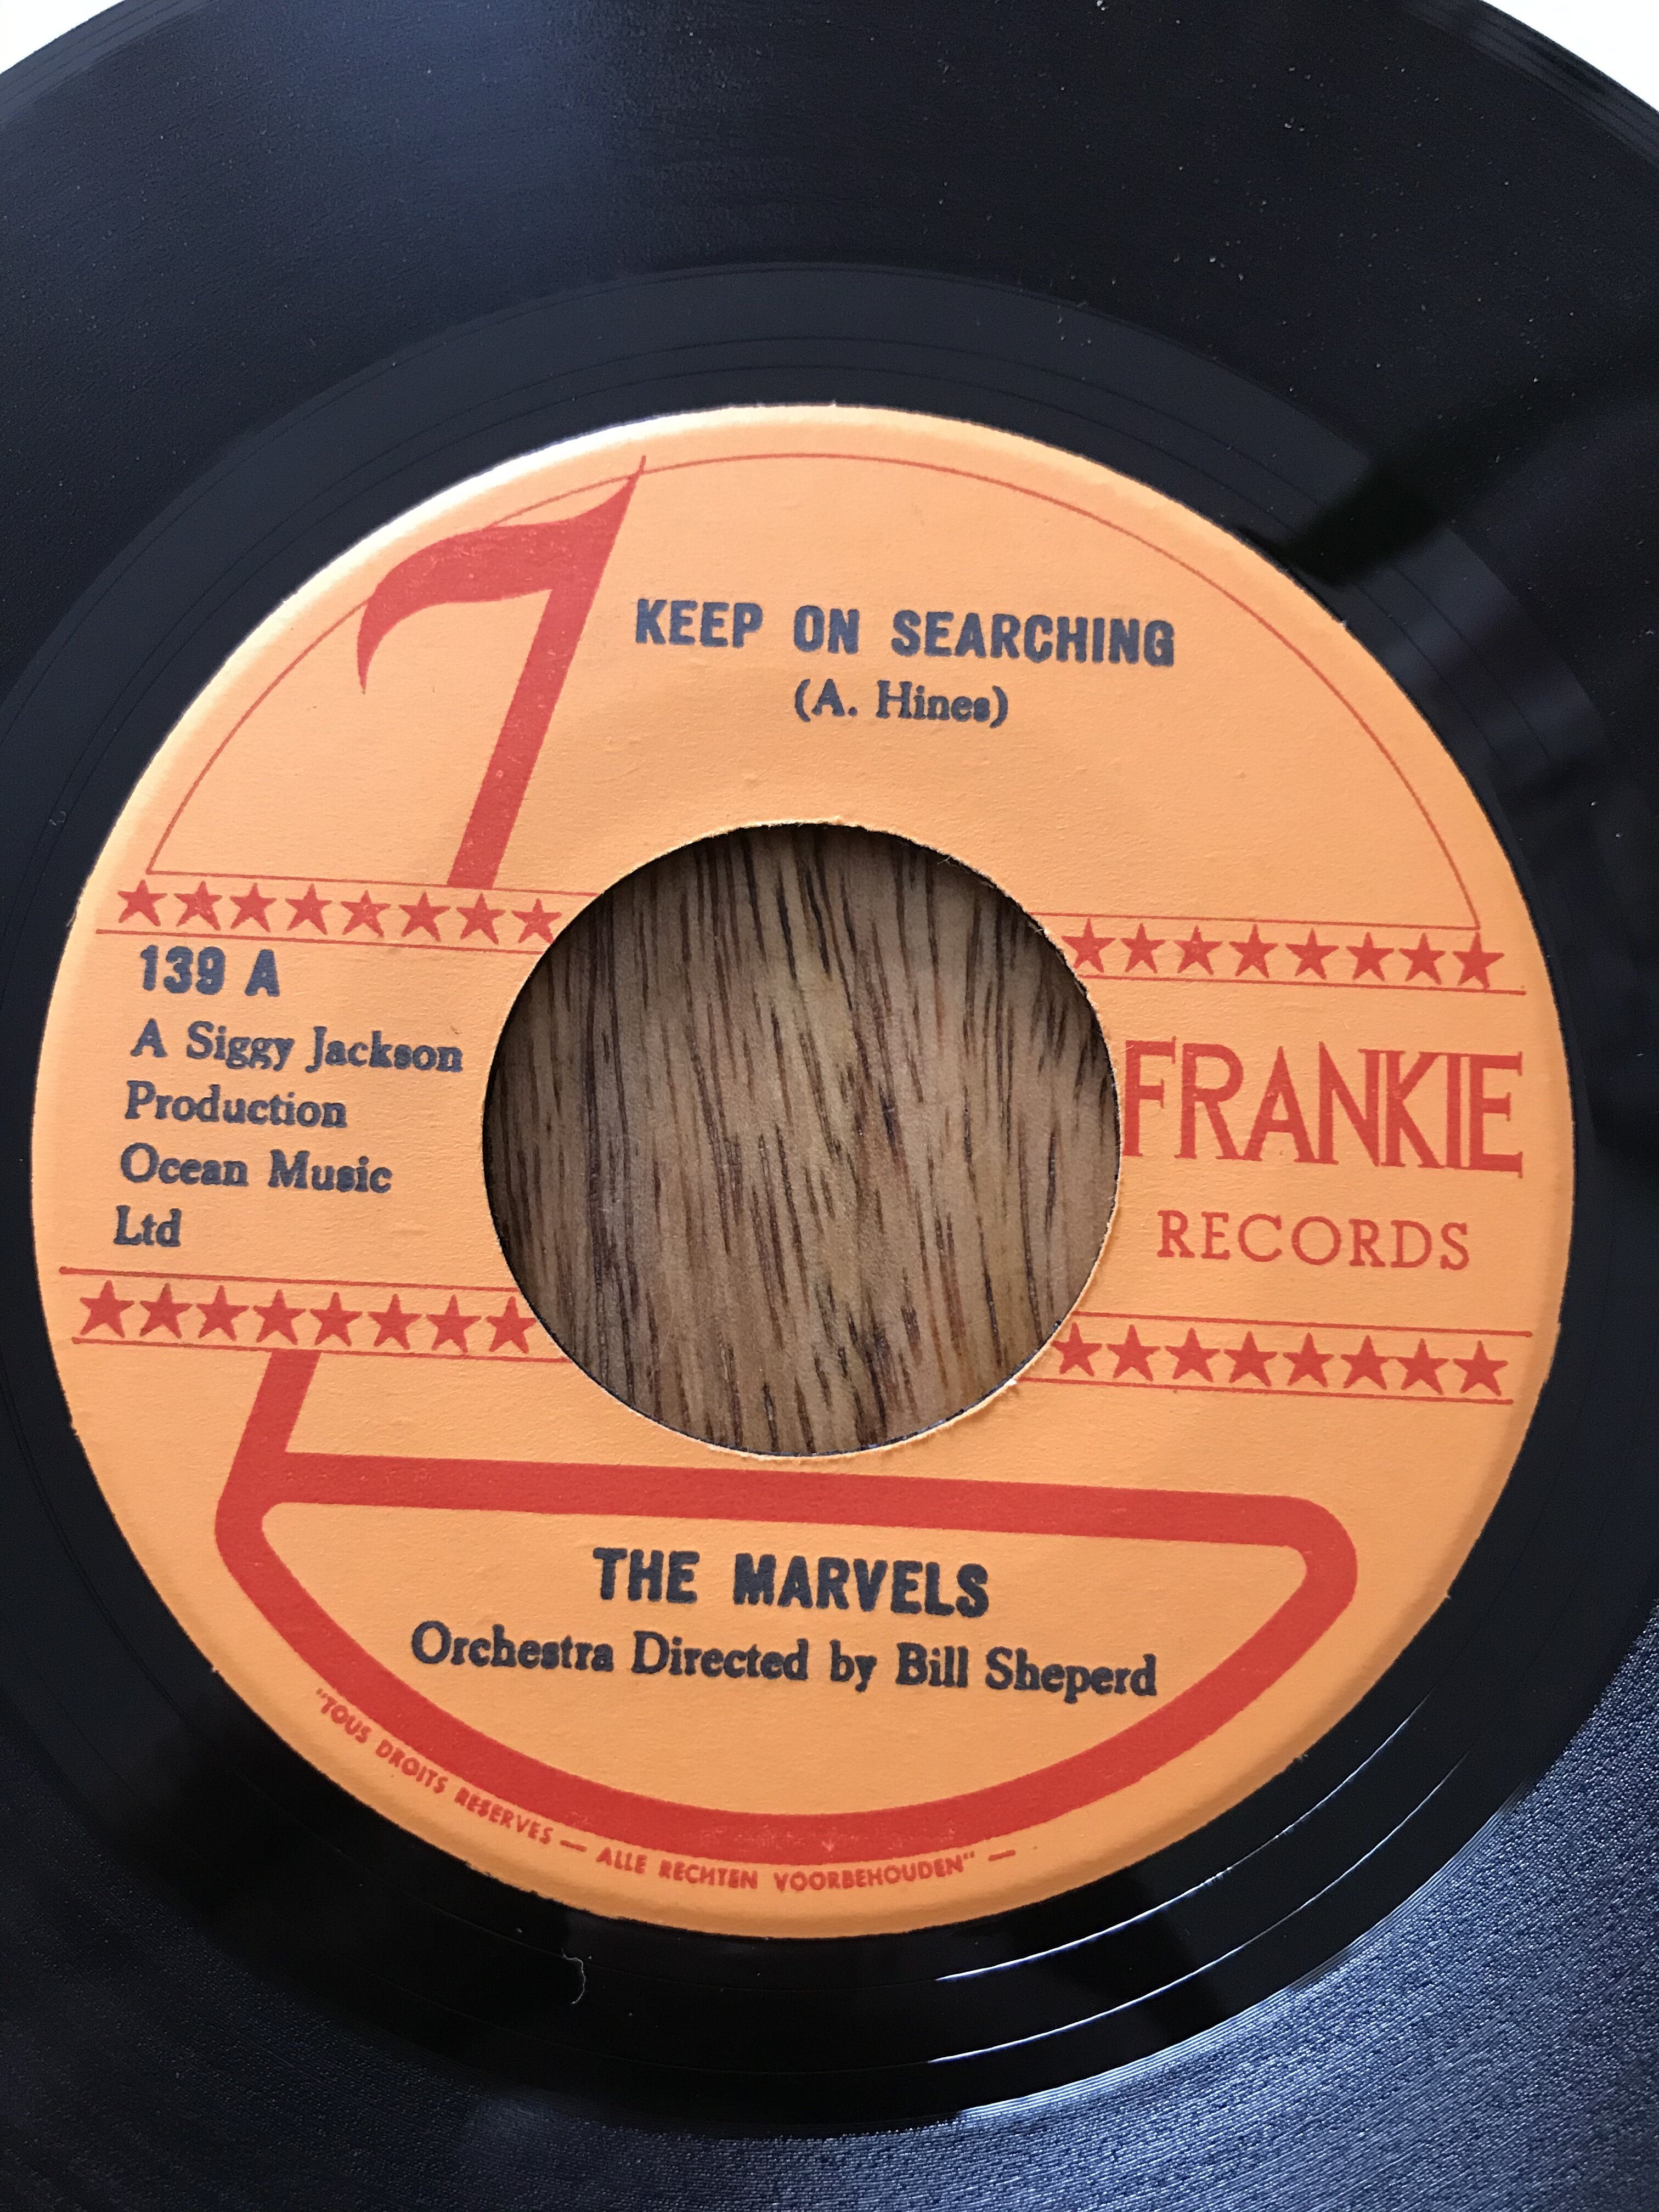 KEEP ON SEARCHING
(A. Hines)
139 A
A Siggy Jackson
Production
Ocean Music
Ltd
FRANKIE
RECORDS
THE MARVELS
Orchestra Directed by Bill Sheperd
"TOUS DROITS RESERVES — ALLE RECHTEN VOORBEHOUDEN" —